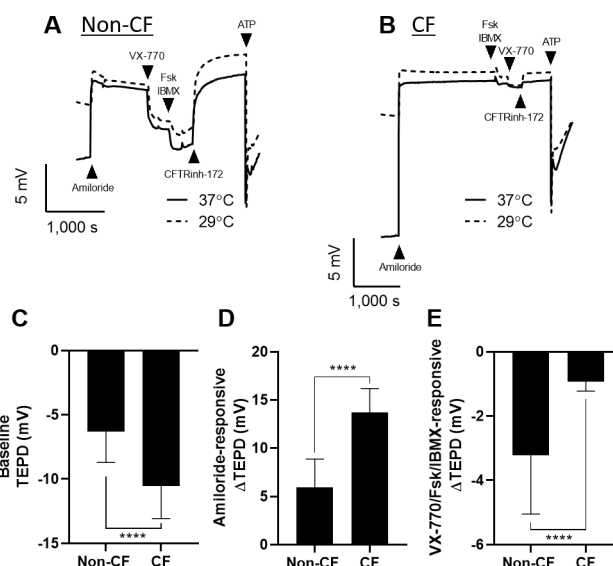 A Non-CF
VX-770
Fsk
IBMX
ATP
Amiloride
CFTRinh-172
5 mV
1,000 s
37°C
29°C
B CF
Fsk
IBMX
VX-770
ATP
CFTRinh-172
Amiloride
5 mV
1,000 s
37°C
29°C
C
Baseline
TEPD (mV)
0
-5
-10
-15
****
Non-CF CF
D
Amiloride-responsive
ΔTEPD (mV)
20
15
10
5
0
****
Non-CF CF
E
VX-770/Fsk/IBMX-responsive
ΔTEPD (mV)
0
-2
-4
-6
****
Non-CF CF